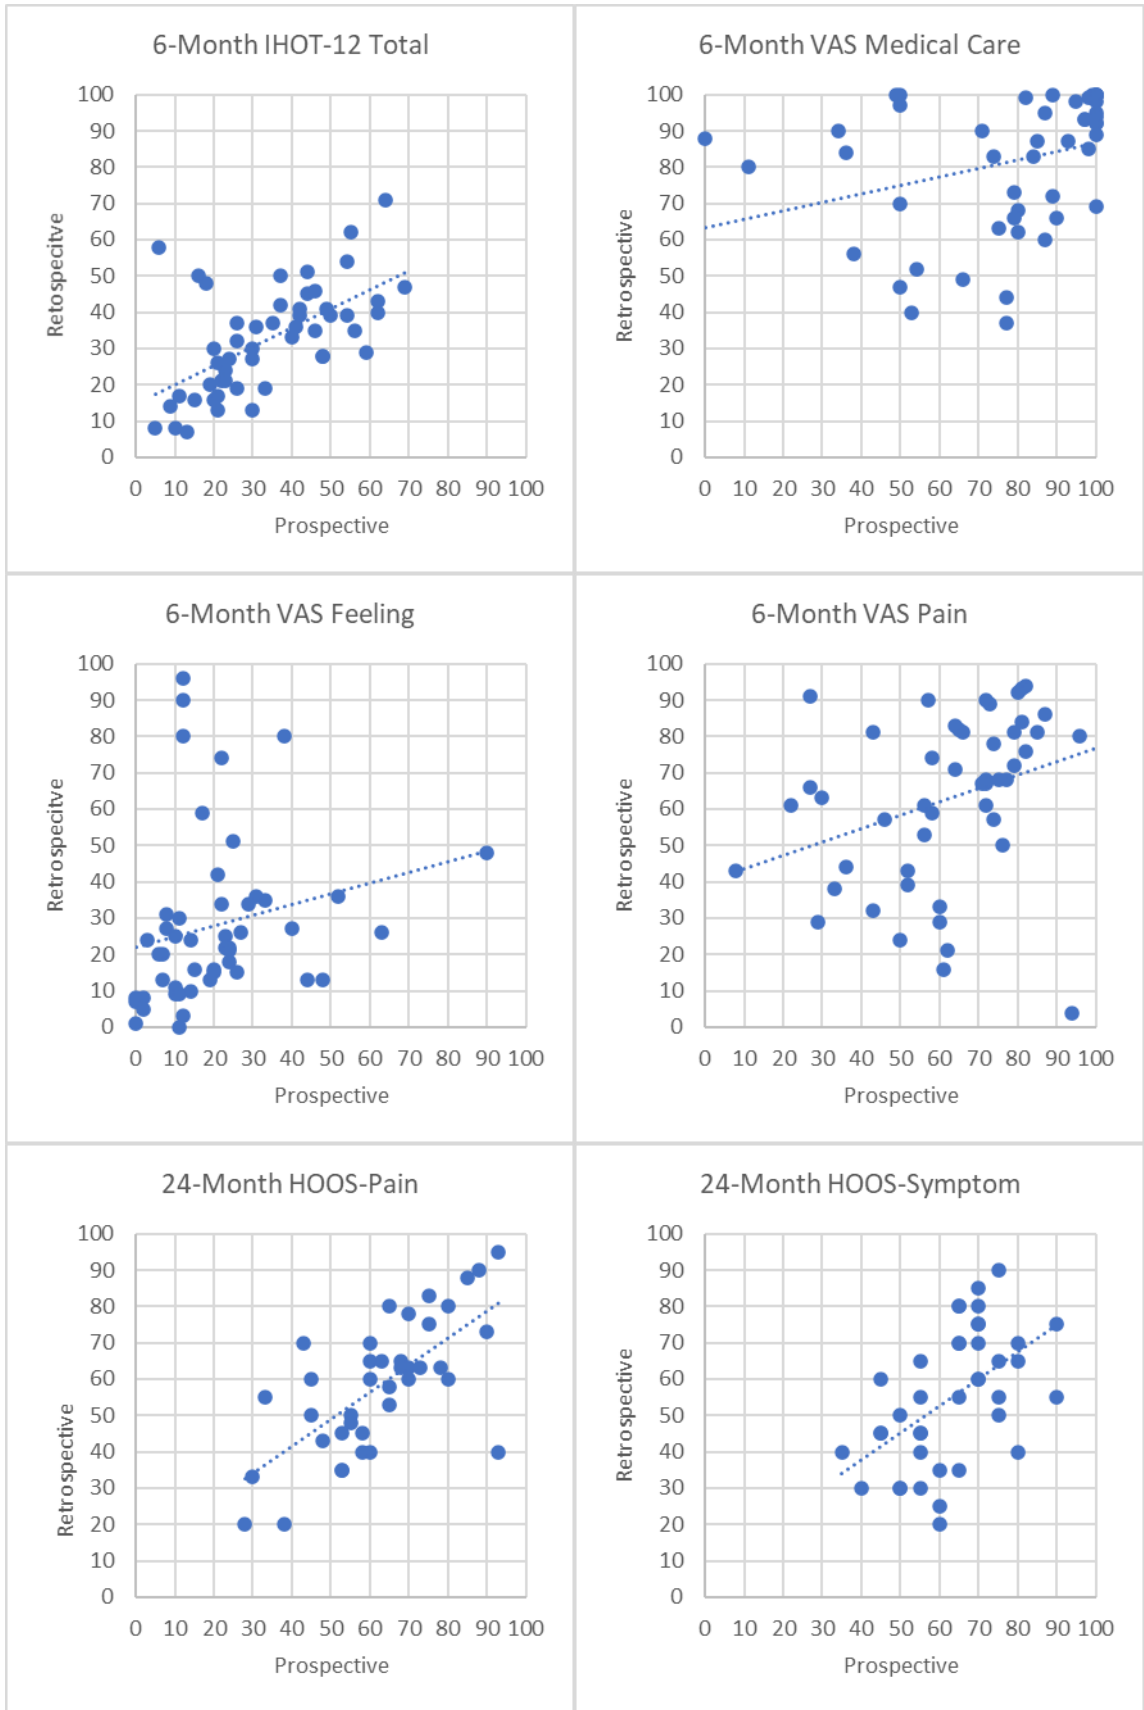 6-Month IHOT-12 Total
100
90
80
70
60
50
40
30
20
10
0
Retospecitve
0 10 20 30 40 50 60 70 80 90 100
Prospective
6-Month VAS Medical Care
100
90
80
70
60
50
40
30
20
10
0
Retrospective
0 10 20 30 40 50 60 70 80 90 100
Prospective
6-Month VAS Feeling
100
90
80
70
60
50
40
30
20
10
0
Retrospecitve
0 10 20 30 40 50 60 70 80 90 100
Prospective
6-Month VAS Pain
100
90
80
70
60
50
40
30
20
10
0
Retrospective
0 10 20 30 40 50 60 70 80 90 100
Prospective
24-Month HOOS-Pain
100
90
80
70
60
50
40
30
20
10
0
Retrospective
0 10 20 30 40 50 60 70 80 90 100
Prospective
24-Month HOOS-Symptom
100
90
80
70
60
50
40
30
20
10
0
Retrospective
0 10 20 30 40 50 60 70 80 90 100
Prospective